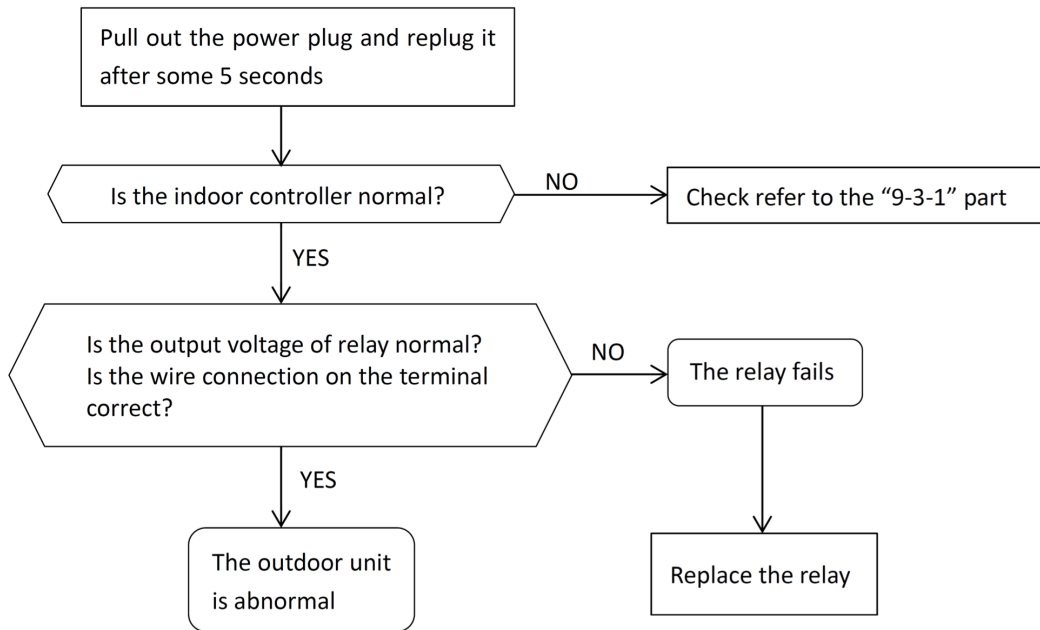 Pull out the power plug and replug it
after some 5 seconds
Is the indoor controller normal?
NO
Check refer to the “9-3-1” part
YES
Is the output voltage of relay normal?
Is the wire connection on the terminal
correct?
NO
The relay fails
YES
The outdoor unit
is abnormal
Replace the relay